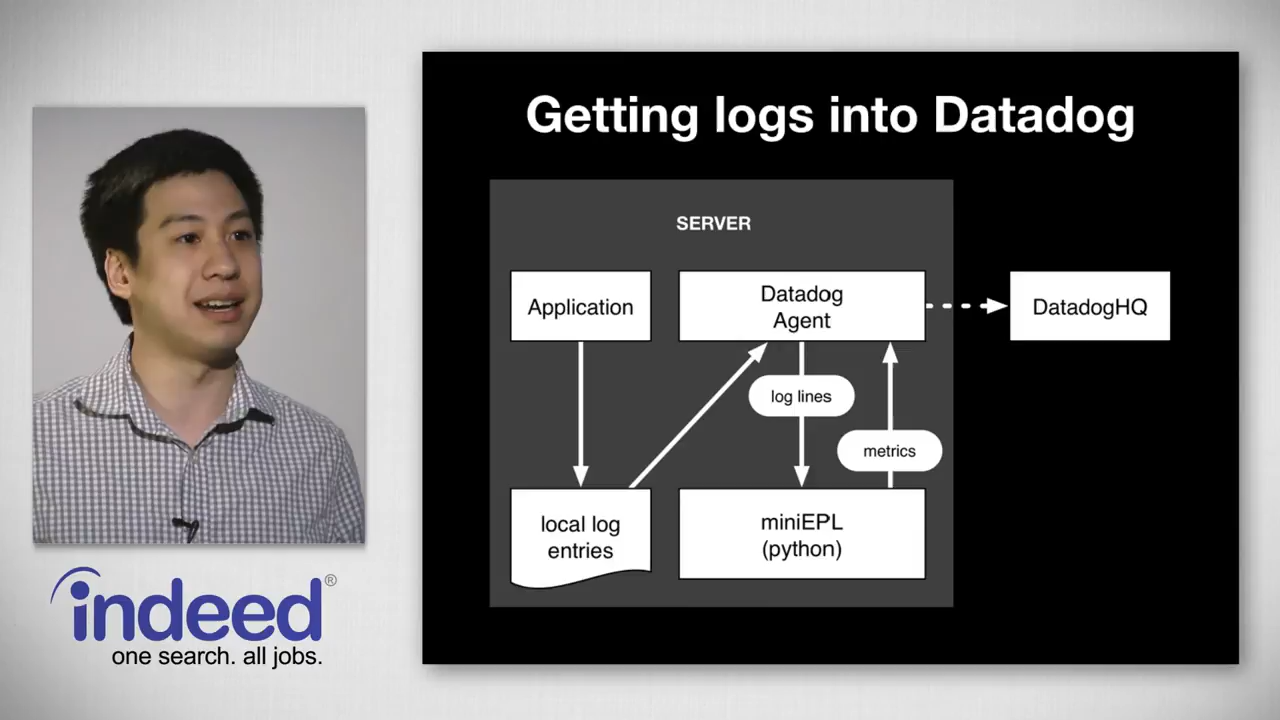 Getting logs into Datadog
SERVER
Application
Datadog
Agent
DatadogHQ
log lines
metrics
local log
entries
miniEPL
(python)
indeed®
one search. all jobs.